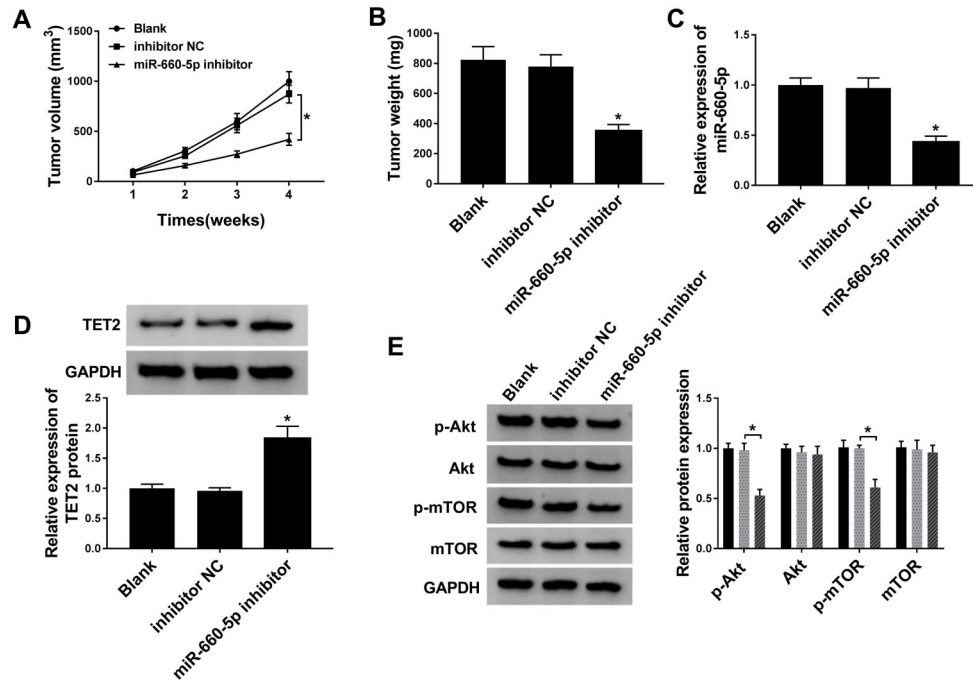 A
Tumor volume (mm3)
1500
1000
500
0
1 2 3 4
Times(weeks)
Blank
inhibitor NC
miR-660-5p inhibitor
*
B
Tumor weight (mg)
1000
800
600
400
200
0
*
Blank
inhibitor NC
miR-660-5p inhibitor
C
Relative expression of
miR-660-5p
1.5
1.0
0.5
0.0
*
Blank
inhibitor NC
miR-660-5p inhibitor
D
TET2
GAPDH
Relative expression of
TET2 protein
2.5
2.0
1.5
1.0
0.5
0.0
*
Blank
inhibitor NC
miR-660-5p inhibitor
E
Blank
inhibitor NC
miR-660-5p inhibitor
p-Akt
Akt
p-mTOR
mTOR
GAPDH
Relative protein expression
1.5
1.0
0.5
0.0
* *
p-Akt
Akt
p-mTOR
mTOR